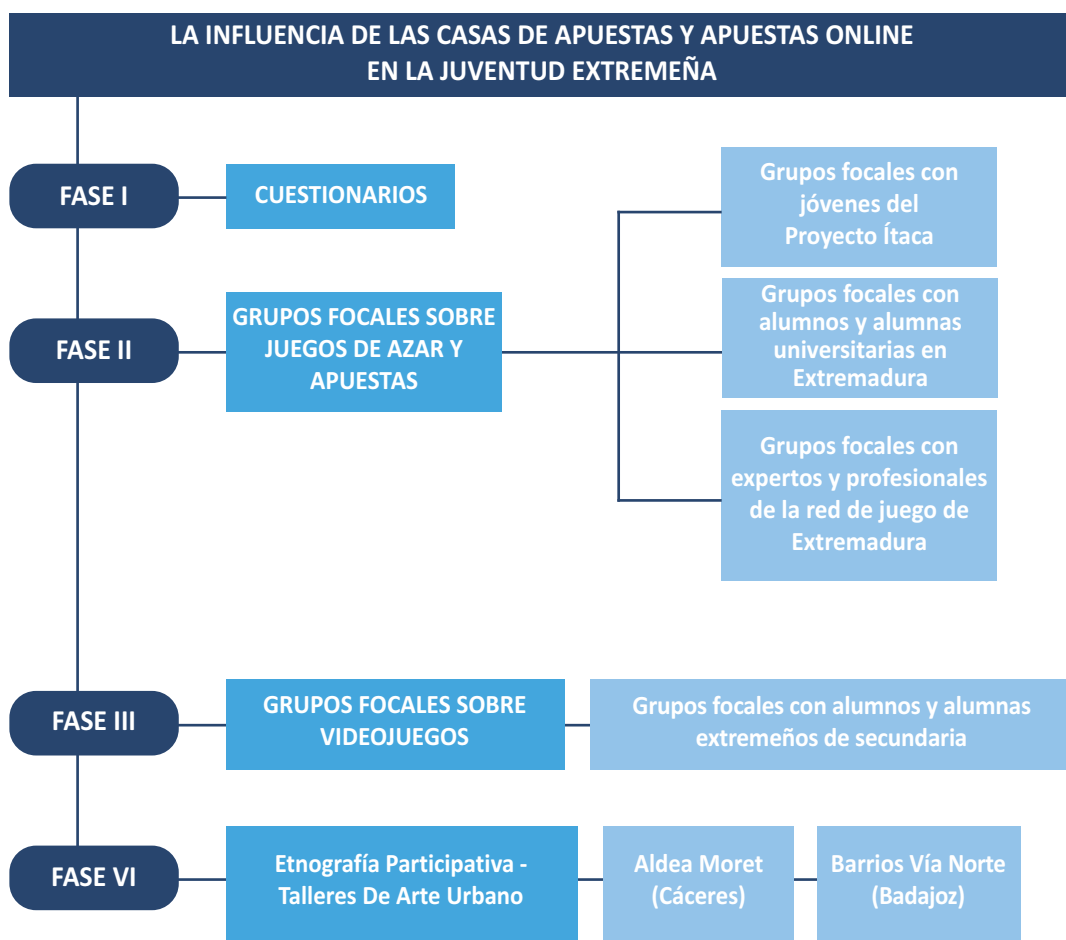 LA INFLUENCIA DE LAS CASAS DE APUESTAS Y APUESTAS ONLINE
EN LA JUVENTUD EXTREMEÑA
FASE I
CUESTIONARIOS
FASE II
GRUPOS FOCALES SOBRE
JUEGOS DE AZAR Y
APUESTAS
Grupos focales con
jóvenes del
Proyecto Ítaca
Grupos focales con
alumnos y alumnas
universitarias en
Extremadura
Grupos focales con
expertos y profesionales
de la red de juego de
Extremadura
FASE III
GRUPOS FOCALES SOBRE
VIDEOJUEGOS
Grupos focales con alumnos y alumnas
extremeños de secundaria
FASE VI
Etnografía Participativa -
Talleres De Arte Urbano
Aldea Moret
(Cáceres)
Barrios Vía Norte
(Badajoz)